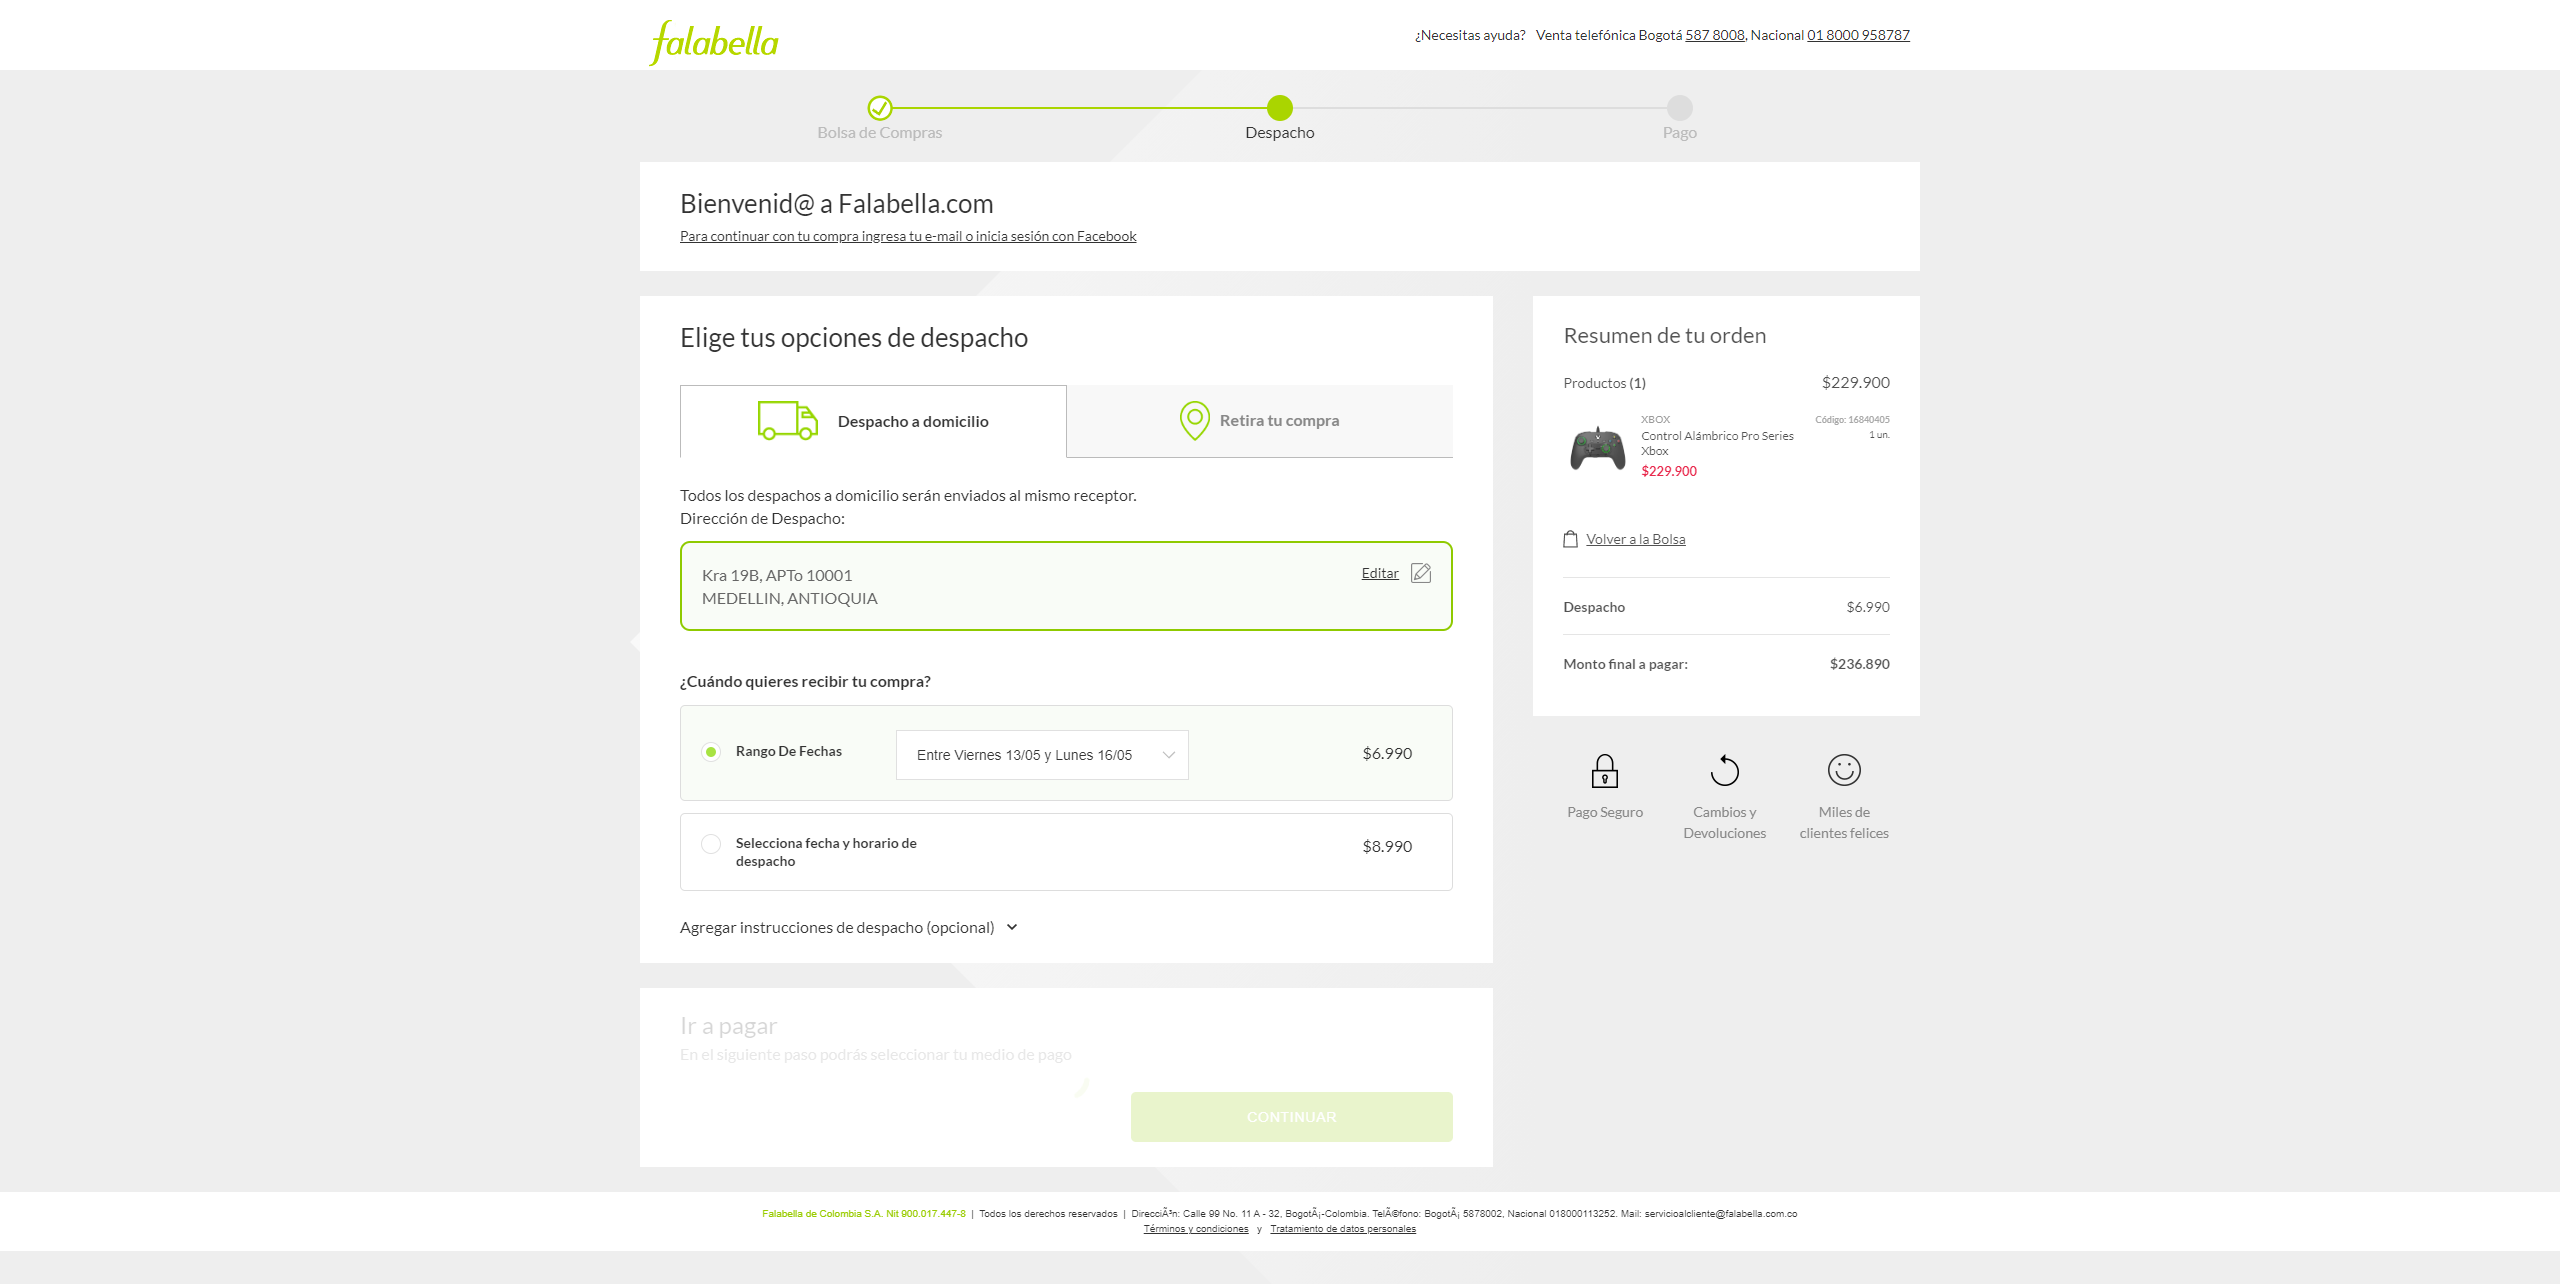 falabella
¿Necesitas ayuda? Venta telefónica Bogotá 587 8008, Nacional 01 8000 958787
Bolsa de Compras
Despacho
Pago
Bienvenid@ a Falabella.com
Para continuar con tu compra ingresa tu e-mail o inicia sesión con Facebook
Elige tus opciones de despacho
Despacho a domicilio
Retira tu compra
Todos los despachos a domicilio serán enviados al mismo receptor.
Dirección de Despacho:
Kra 19B, APTo 10001
MEDELLIN, ANTIOQUIA
Editar
¿Cuándo quieres recibir tu compra?
Rango De Fechas
Entre Viernes 13/05 y Lunes 16/05
$6.990
Selecciona fecha y horario de
despacho
$8.990
Agregar instrucciones de despacho (opcional)
Ir a pagar
En el siguiente paso podrás seleccionar tu medio de pago
CONTINUAR
Resumen de tu orden
Productos (1) $229.900
XBOX
Código: 16840405
Control Alámbrico Pro Series
Xbox
1 un.
$229.900
Volver a la Bolsa
Despacho $6.990
Monto final a pagar: $236.890
Pago Seguro
Cambios y
Devoluciones
Miles de
clientes felices
Falabella de Colombia S.A. Nit 900.017.447-8 | Todos los derechos reservados | DirecciÃ³n: Calle 99 No. 11 A - 32, BogotÃ¡-Colombia. TelÃ©fono: BogotÃ¡ 5878002, Nacional 018000113252. Mail: servicioalcliente@falabella.com.co
Términos y condiciones y Tratamiento de datos personales